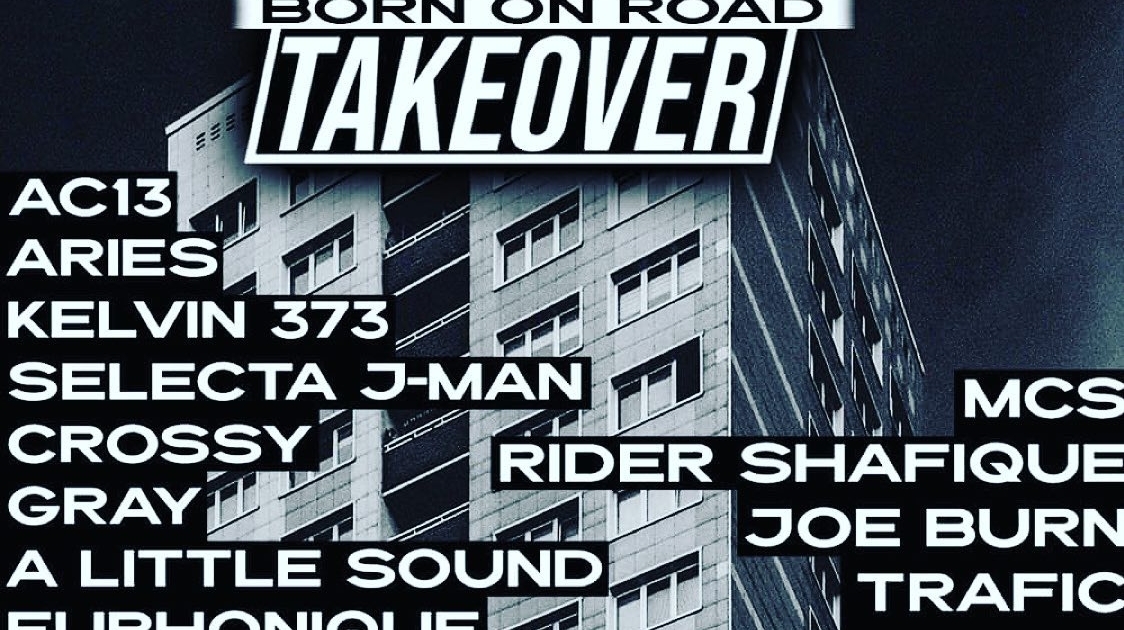 BORN ON ROAD
TAKEOVER
AC13
ARIES
KELVIN 373
SELECTA J-MAN
CROSSY
GRAY
A LITTLE SOUND
EUPHONIQUE
MCS
RIDER SHAFIQUE
JOE BURN
TRAFIC